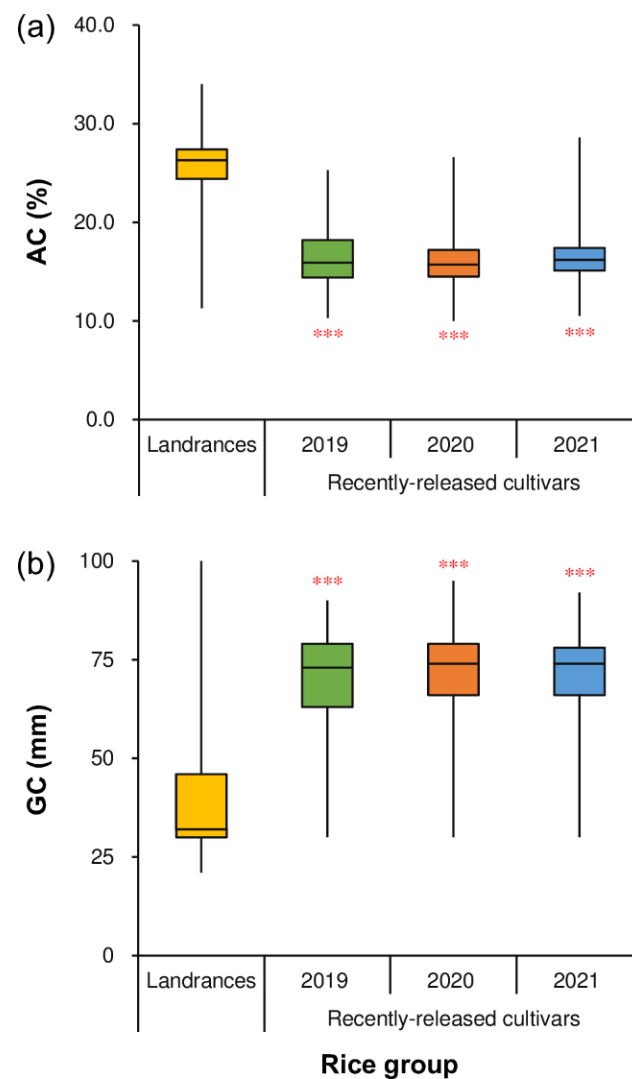 (a)
40.0
30.0
20.0
10.0
0.0
AC (%)
***
***
***
Landrances
2019
2020
2021
Recently-released cultivars
(b)
100
75
50
25
0
GC (mm)
***
***
***
Landrances
2019
2020
2021
Recently-released cultivars
Rice group